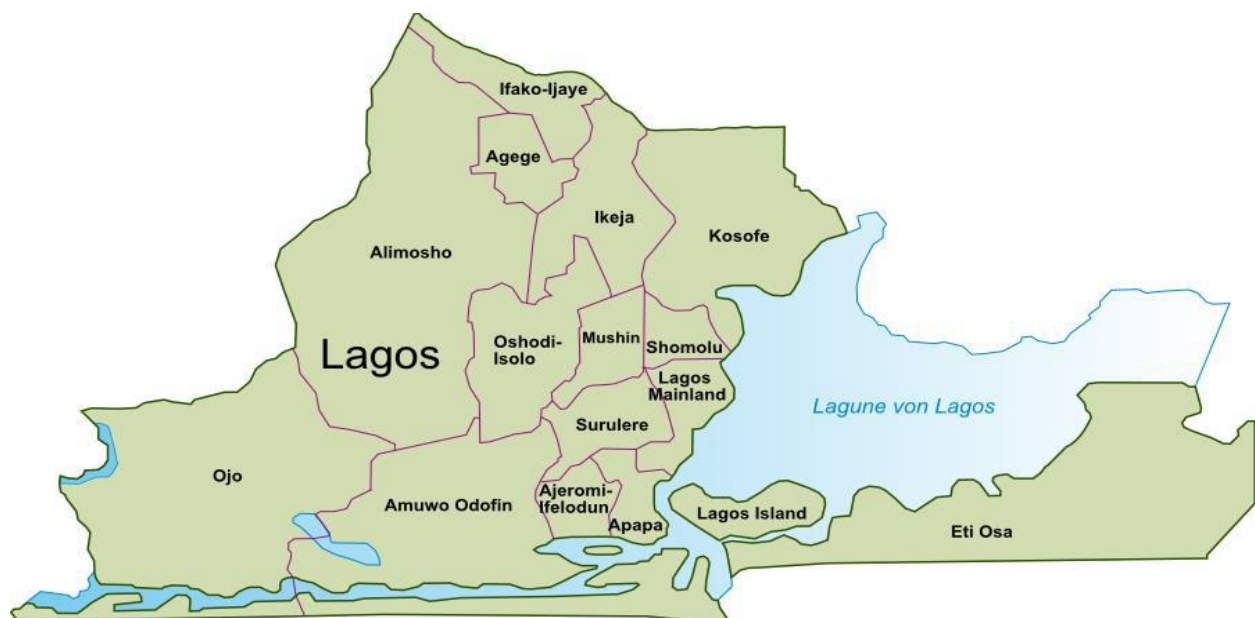 Ifako-Ijaye
Agege
Ikeja
Kosofe
Alimosho
Oshodi-
Isolo
Mushin
Shomolu
Lagos
Lagos
Mainland
Lagune von Lagos
Surulere
Ojo
Amuwo Odofin
Ajeromi-
Ifelodun
Apapa
Lagos Island
Eti Osa